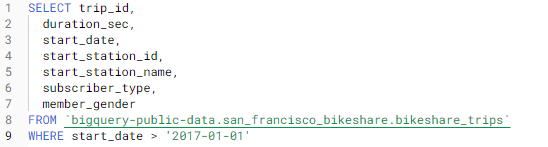 1 SELECT trip_id,
2 duration_sec,
3 start_date,
4 start_station_id,
5 start_station_name,
6 subscriber_type,
7 member_gender
8 FROM `bigquery-public-data.san_francisco_bikeshare.bikeshare_trips`
9 WHERE start_date > '2017-01-01'